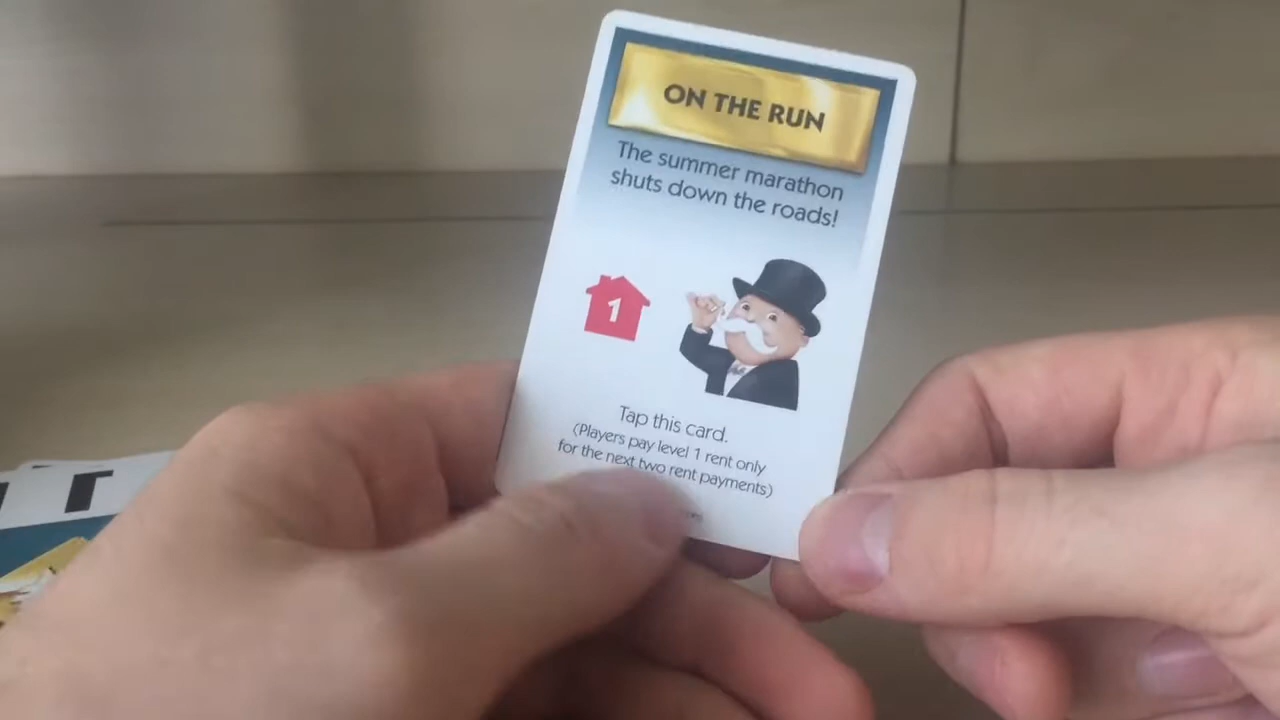 ON THE RUN
The summer marathon
shuts down the roads!
1
Tap this card.
(Players pay level 1 rent only
for the next two rent payments)